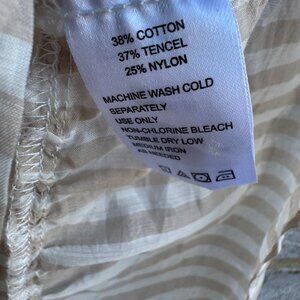 38% COTTON
37% TENCEL
25% NYLON
MACHINE WASH COLD
SEPARATELY
USE ONLY
NON-CHLORINE BLEACH
TUMBLE DRY LOW
MEDIUM IRON
AS NEEDED